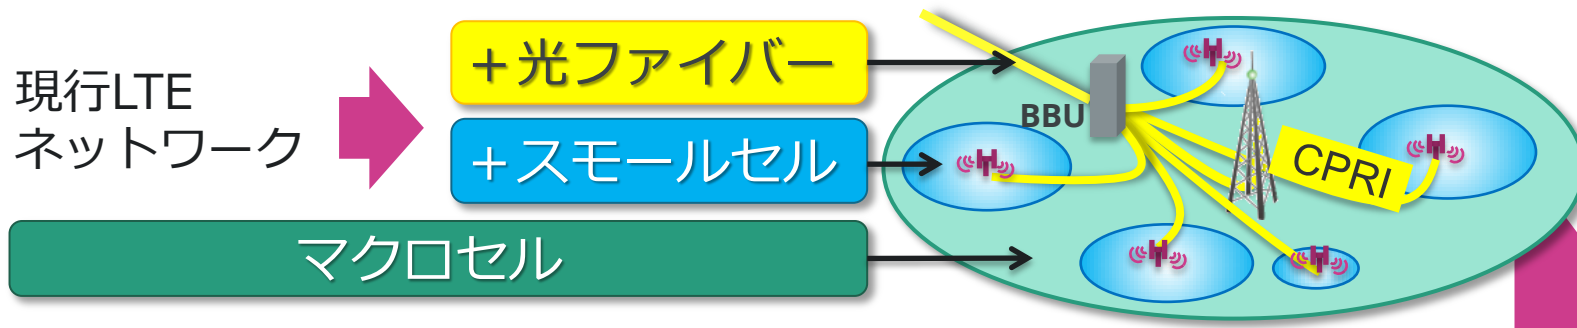 現行LTE
ネットワーク
+光ファイバー
+スモールセル
マクロセル
BBU
CPRI